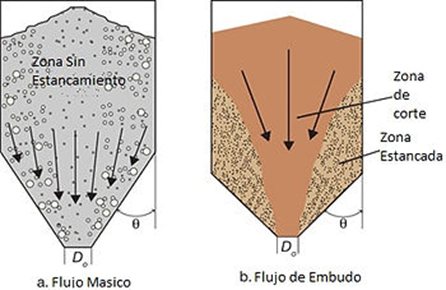 Zona Sin
Estancamiento
θ
Do
a. Flujo Masico
Zona
de
corte
Zona
Estancada
θ
Do
b. Flujo de Embudo